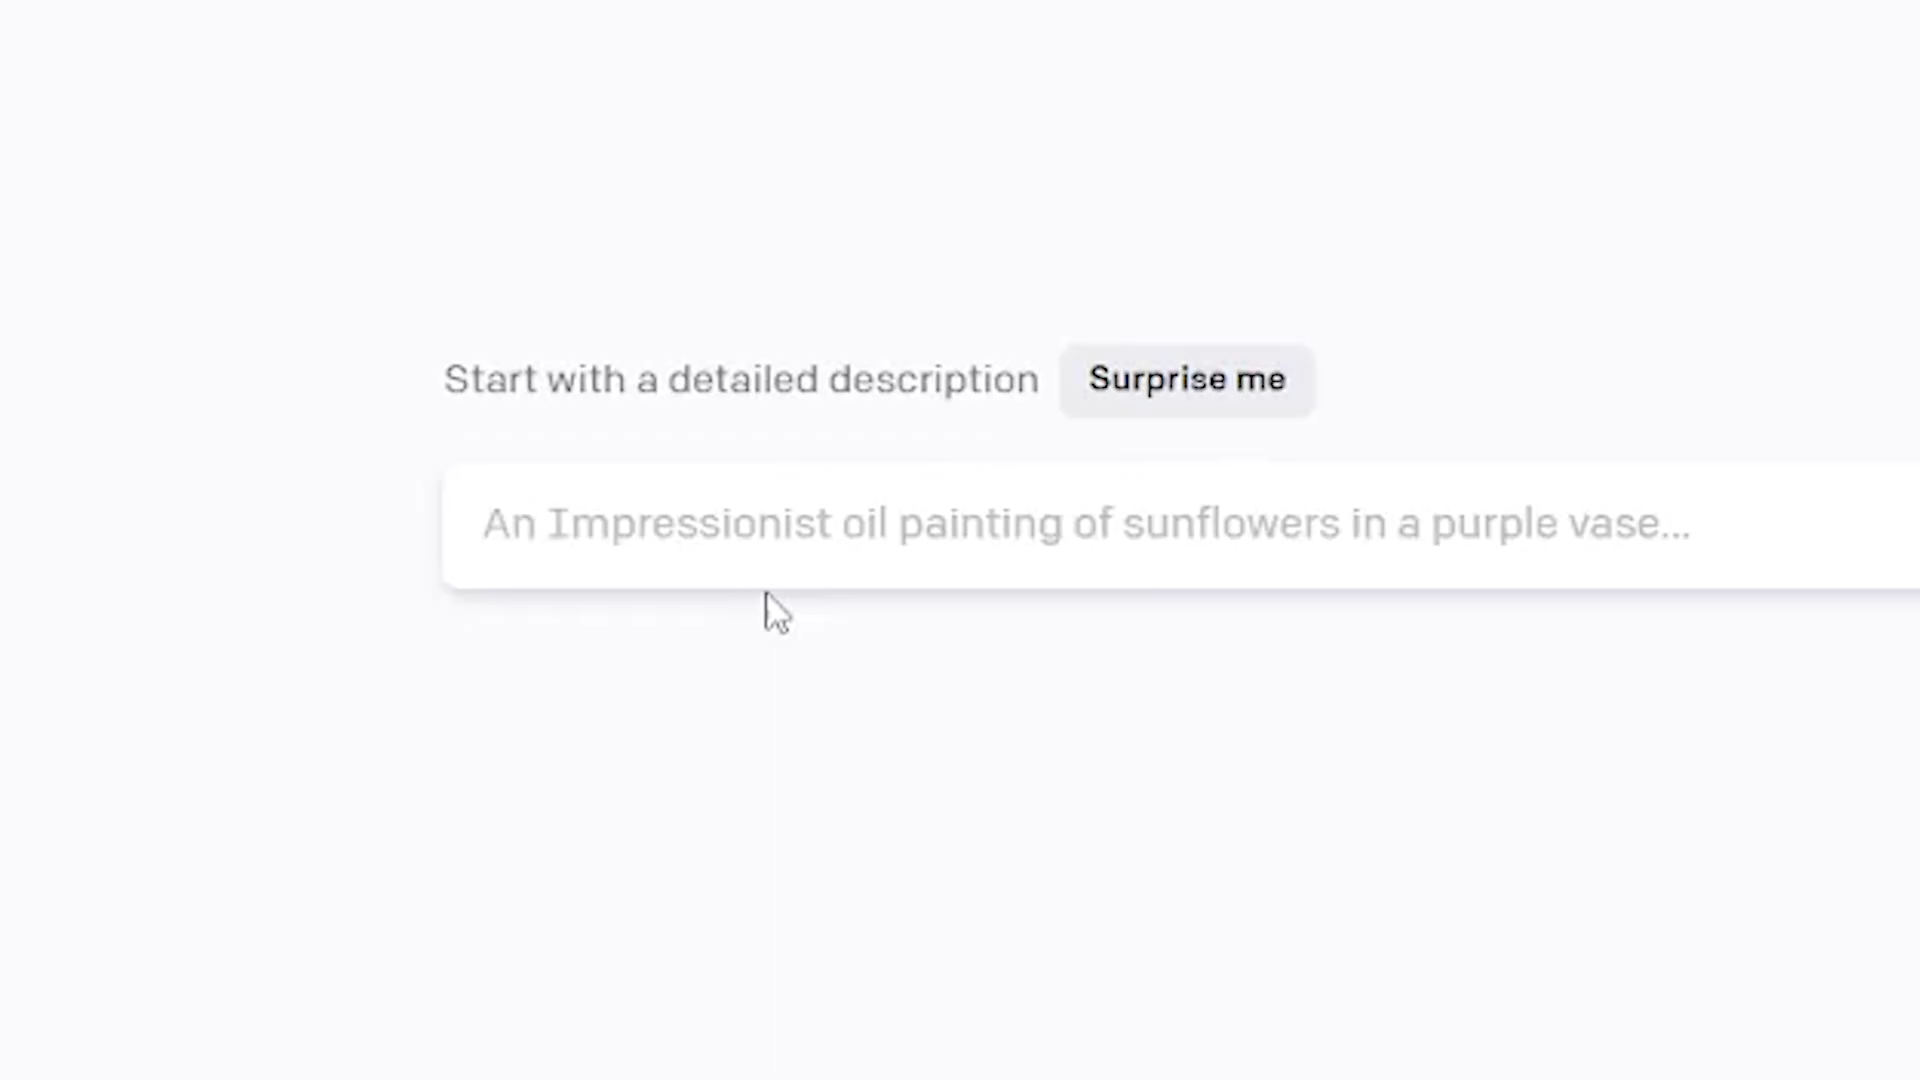 Start with a detailed description Surprise me
An Impressionist oil painting of sunflowers in a purple vase...